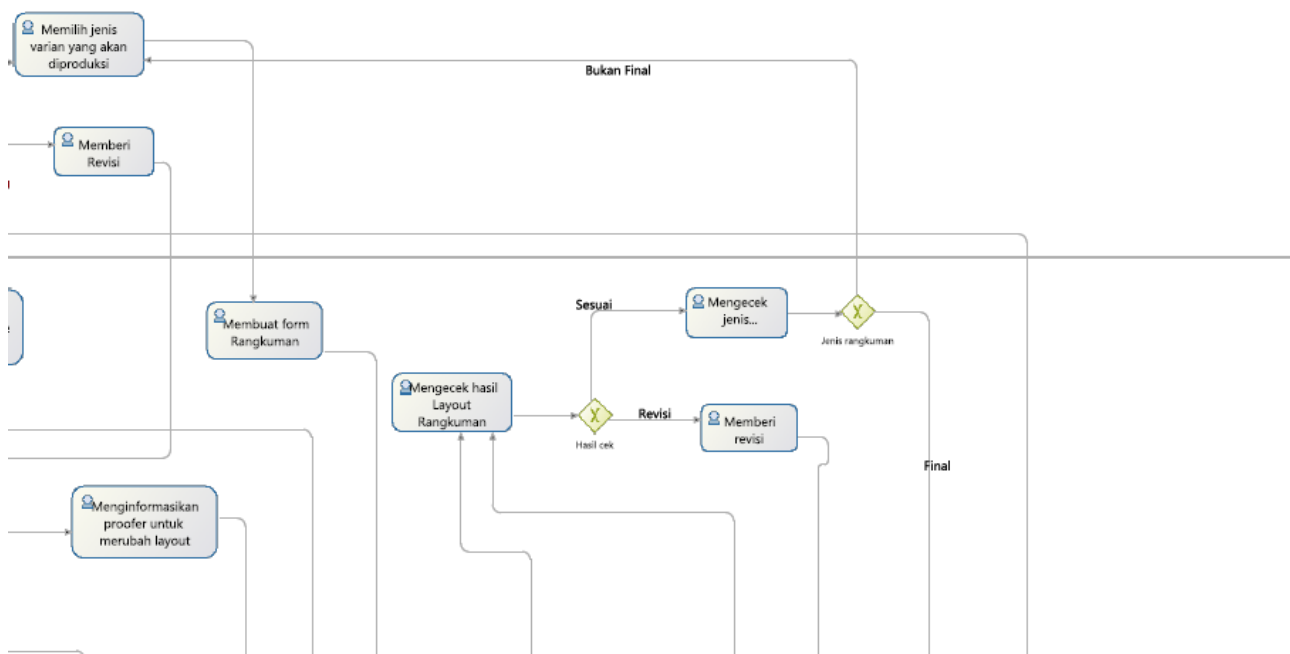 Memilih jenis
varian yang akan
diproduksi
Bukan Final
Memberi
Revisi
Membuat form
Rangkuman
Sesuai
Mengecek
jenis...
Jenis rangkuman
Mengecek hasil
Layout
Rangkuman
Hasil cek
Revisi
Memberi
revisi
Final
Menginformasikan
proofer untuk
merubah layout